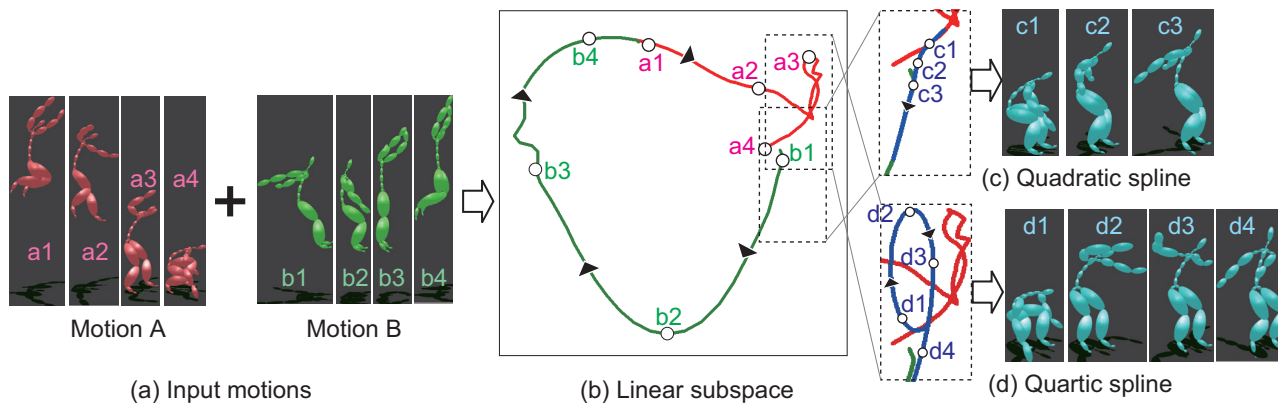 a1
a2
a3
a4
Motion A
+
b1
b2
b3
b4
Motion B
(a) Input motions
b4
a1
a2
a3
a4
b1
b3
b2
(b) Linear subspace
c1
c2
c3
c1
c2
c3
(c) Quadratic spline
d2
d3
d1
d4
d1
d2
d3
d4
(d) Quartic spline